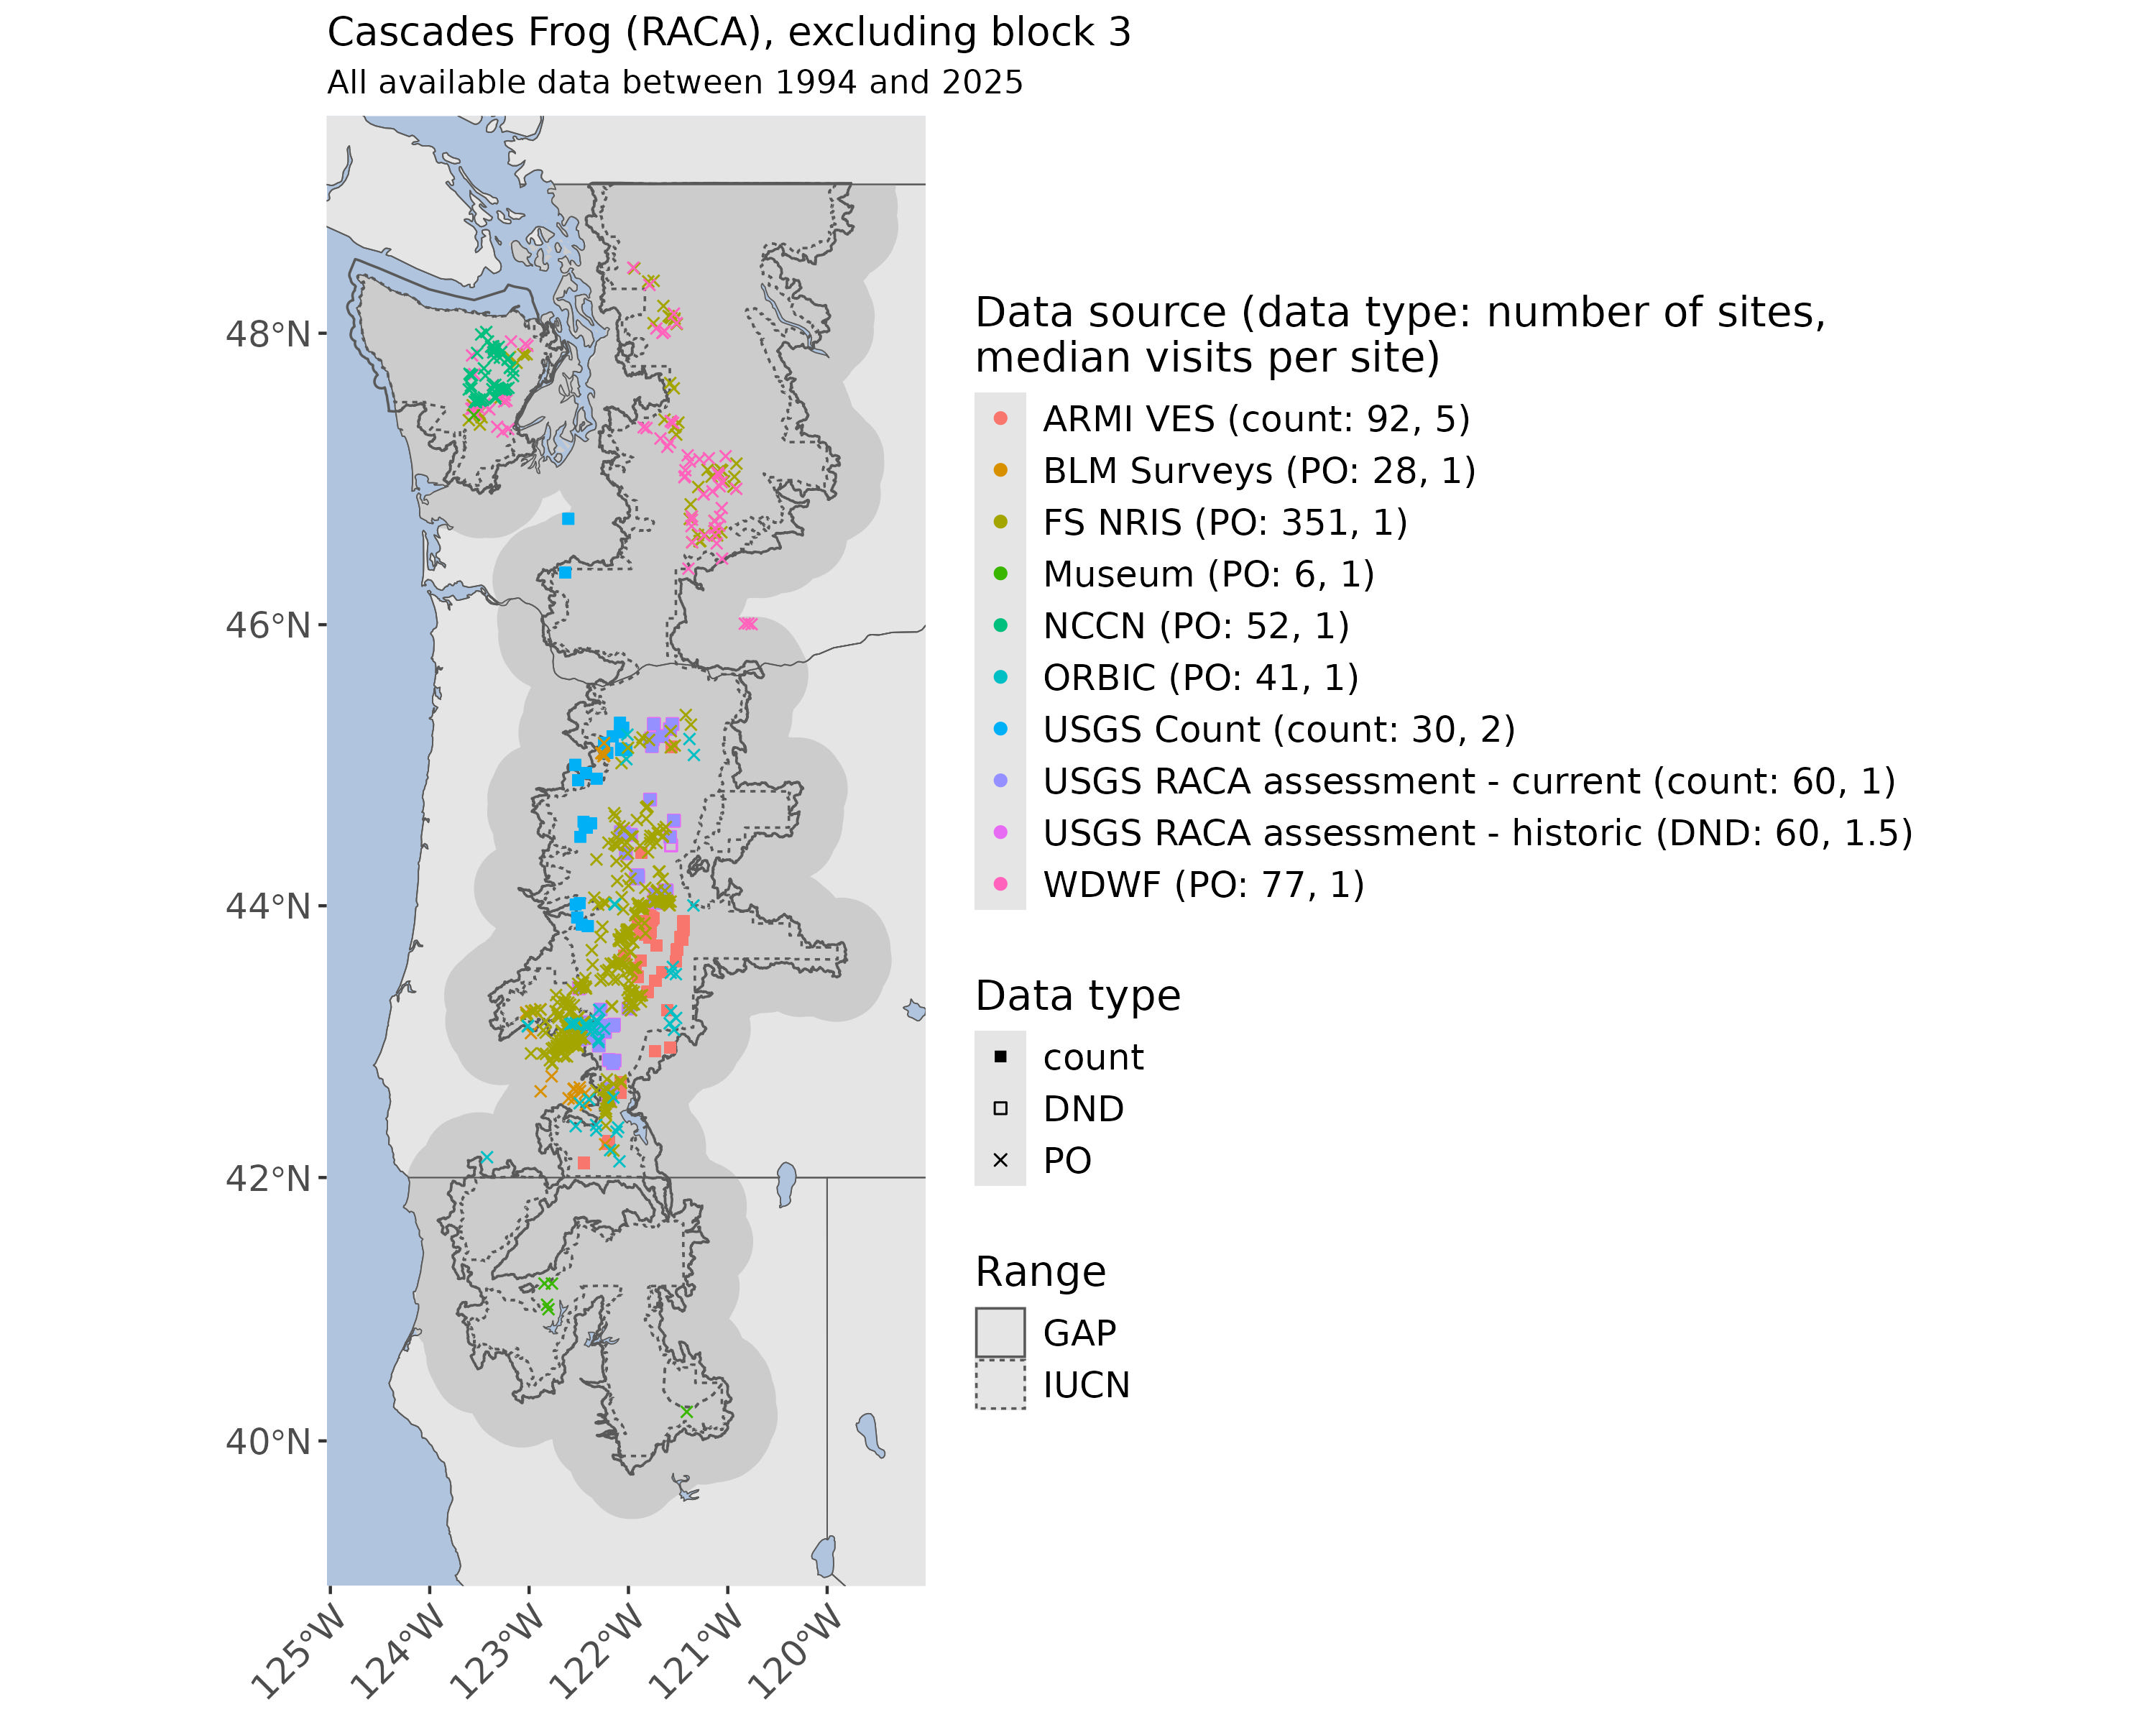 Cascades Frog (RACA), excluding block 3
All available data between 1994 and 2025
48°N
46°N
44°N
42°N
40°N
125°W
124°W
123°W
122°W
121°W
120°W
Data source (data type: number of sites,
median visits per site)
ARMI VES (count: 92, 5)
BLM Surveys (PO: 28, 1)
FS NRIS (PO: 351, 1)
Museum (PO: 6, 1)
NCCN (PO: 52, 1)
ORBIC (PO: 41, 1)
USGS Count (count: 30, 2)
USGS RACA assessment - current (count: 60, 1)
USGS RACA assessment - historic (DND: 60, 1.5)
WDWF (PO: 77, 1)
Data type
count
DND
PO
Range
GAP
IUCN